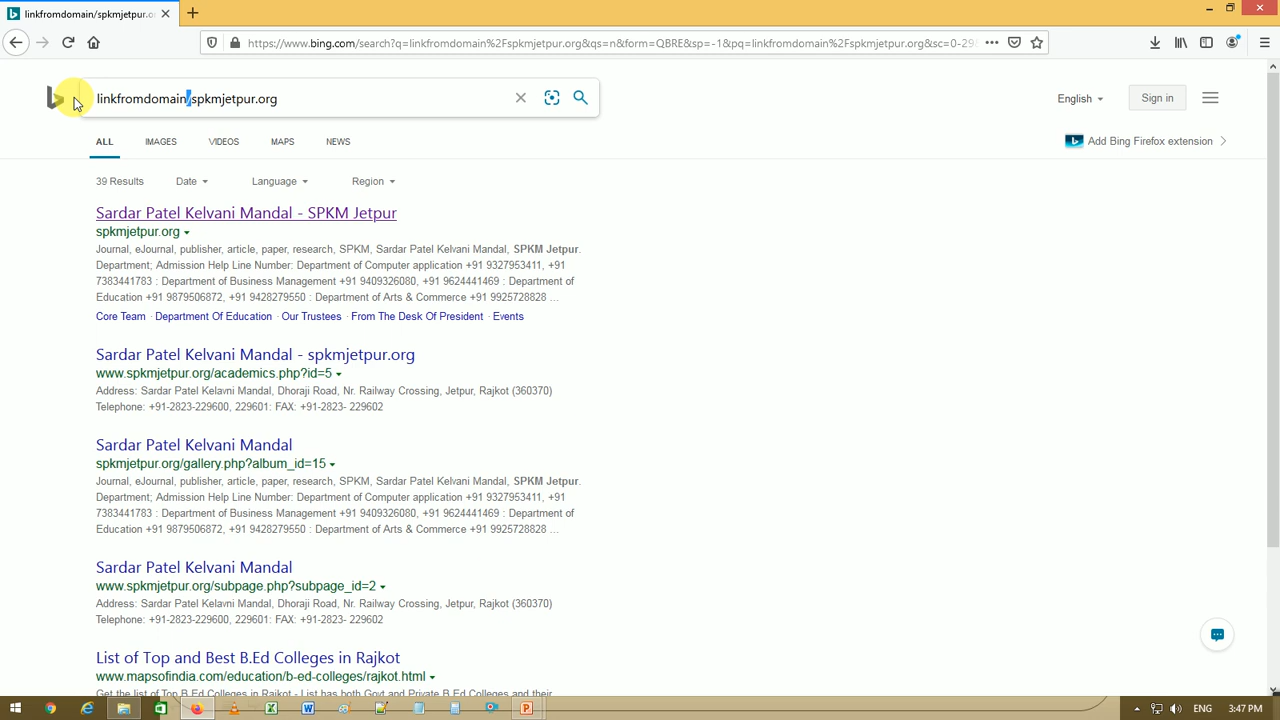 linkfromdomain/spkmjetpur.o
https://www.bing.com/search?q=linkfromdomain%2Fspkmjetpur.org&qs=n&form=QBRE&sp=-1&pq=linkfromdomain%2Fspkmjetpur.org&sc=0-29
linkfromdomain/spkmjetpur.org
English
Sign in
ALL IMAGES VIDEOS MAPS NEWS
Add Bing Firefox extension
39 Results Date Language Region
Sardar Patel Kelvani Mandal - SPKM Jetpur
spkmjetpur.org
Journal, eJournal, publisher, article, paper, research, SPKM, Sardar Patel Kelvani Mandal, SPKM Jetpur.
Department; Admission Help Line Number: Department of Computer application +91 9327953411, +91
7383441783 : Department of Business Management +91 9409326080, +91 9624441469 : Department of
Education +91 9879506872, +91 9428279550 : Department of Arts & Commerce +91 9925728828 ...
Core Team · Department Of Education · Our Trustees · From The Desk Of President · Events
Sardar Patel Kelvani Mandal - spkmjetpur.org
www.spkmjetpur.org/academics.php?id=5
Address: Sardar Patel Kelavni Mandal, Dhoraji Road, Nr. Railway Crossing, Jetpur, Rajkot (360370)
Telephone: +91-2823-229600, 229601: FAX: +91-2823- 229602
Sardar Patel Kelvani Mandal
spkmjetpur.org/gallery.php?album_id=15
Journal, eJournal, publisher, article, paper, research, SPKM, Sardar Patel Kelvani Mandal, SPKM Jetpur.
Department; Admission Help Line Number: Department of Computer application +91 9327953411, +91
7383441783 : Department of Business Management +91 9409326080, +91 9624441469 : Department of
Education +91 9879506872, +91 9428279550 : Department of Arts & Commerce +91 9925728828 ...
Sardar Patel Kelvani Mandal
www.spkmjetpur.org/subpage.php?subpage_id=2
Address: Sardar Patel Kelavni Mandal, Dhoraji Road, Nr. Railway Crossing, Jetpur, Rajkot (360370)
Telephone: +91-2823-229600, 229601: FAX: +91-2823- 229602
List of Top and Best B.Ed Colleges in Rajkot
www.mapsofindia.com/education/b-ed-colleges/rajkot.html
Get the list of Top B.Ed Colleges in Rajkot - List has both Govt and Private B.Ed Colleges and their
ENG 3:47 PM